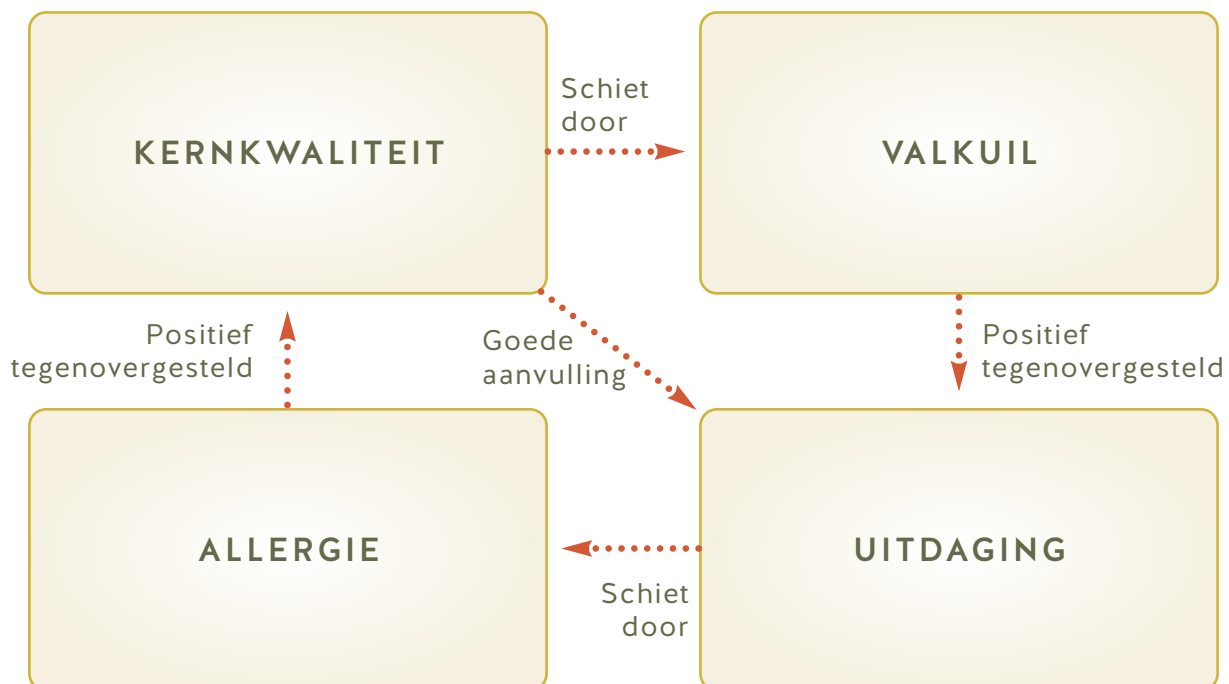 Schiet
door
KERNKWALITEIT
VALKUIL
Positief
tegenovergesteld
Goede
aanvulling
Positief
tegenovergesteld
ALLERGIE
UITDAGING
Schiet
door